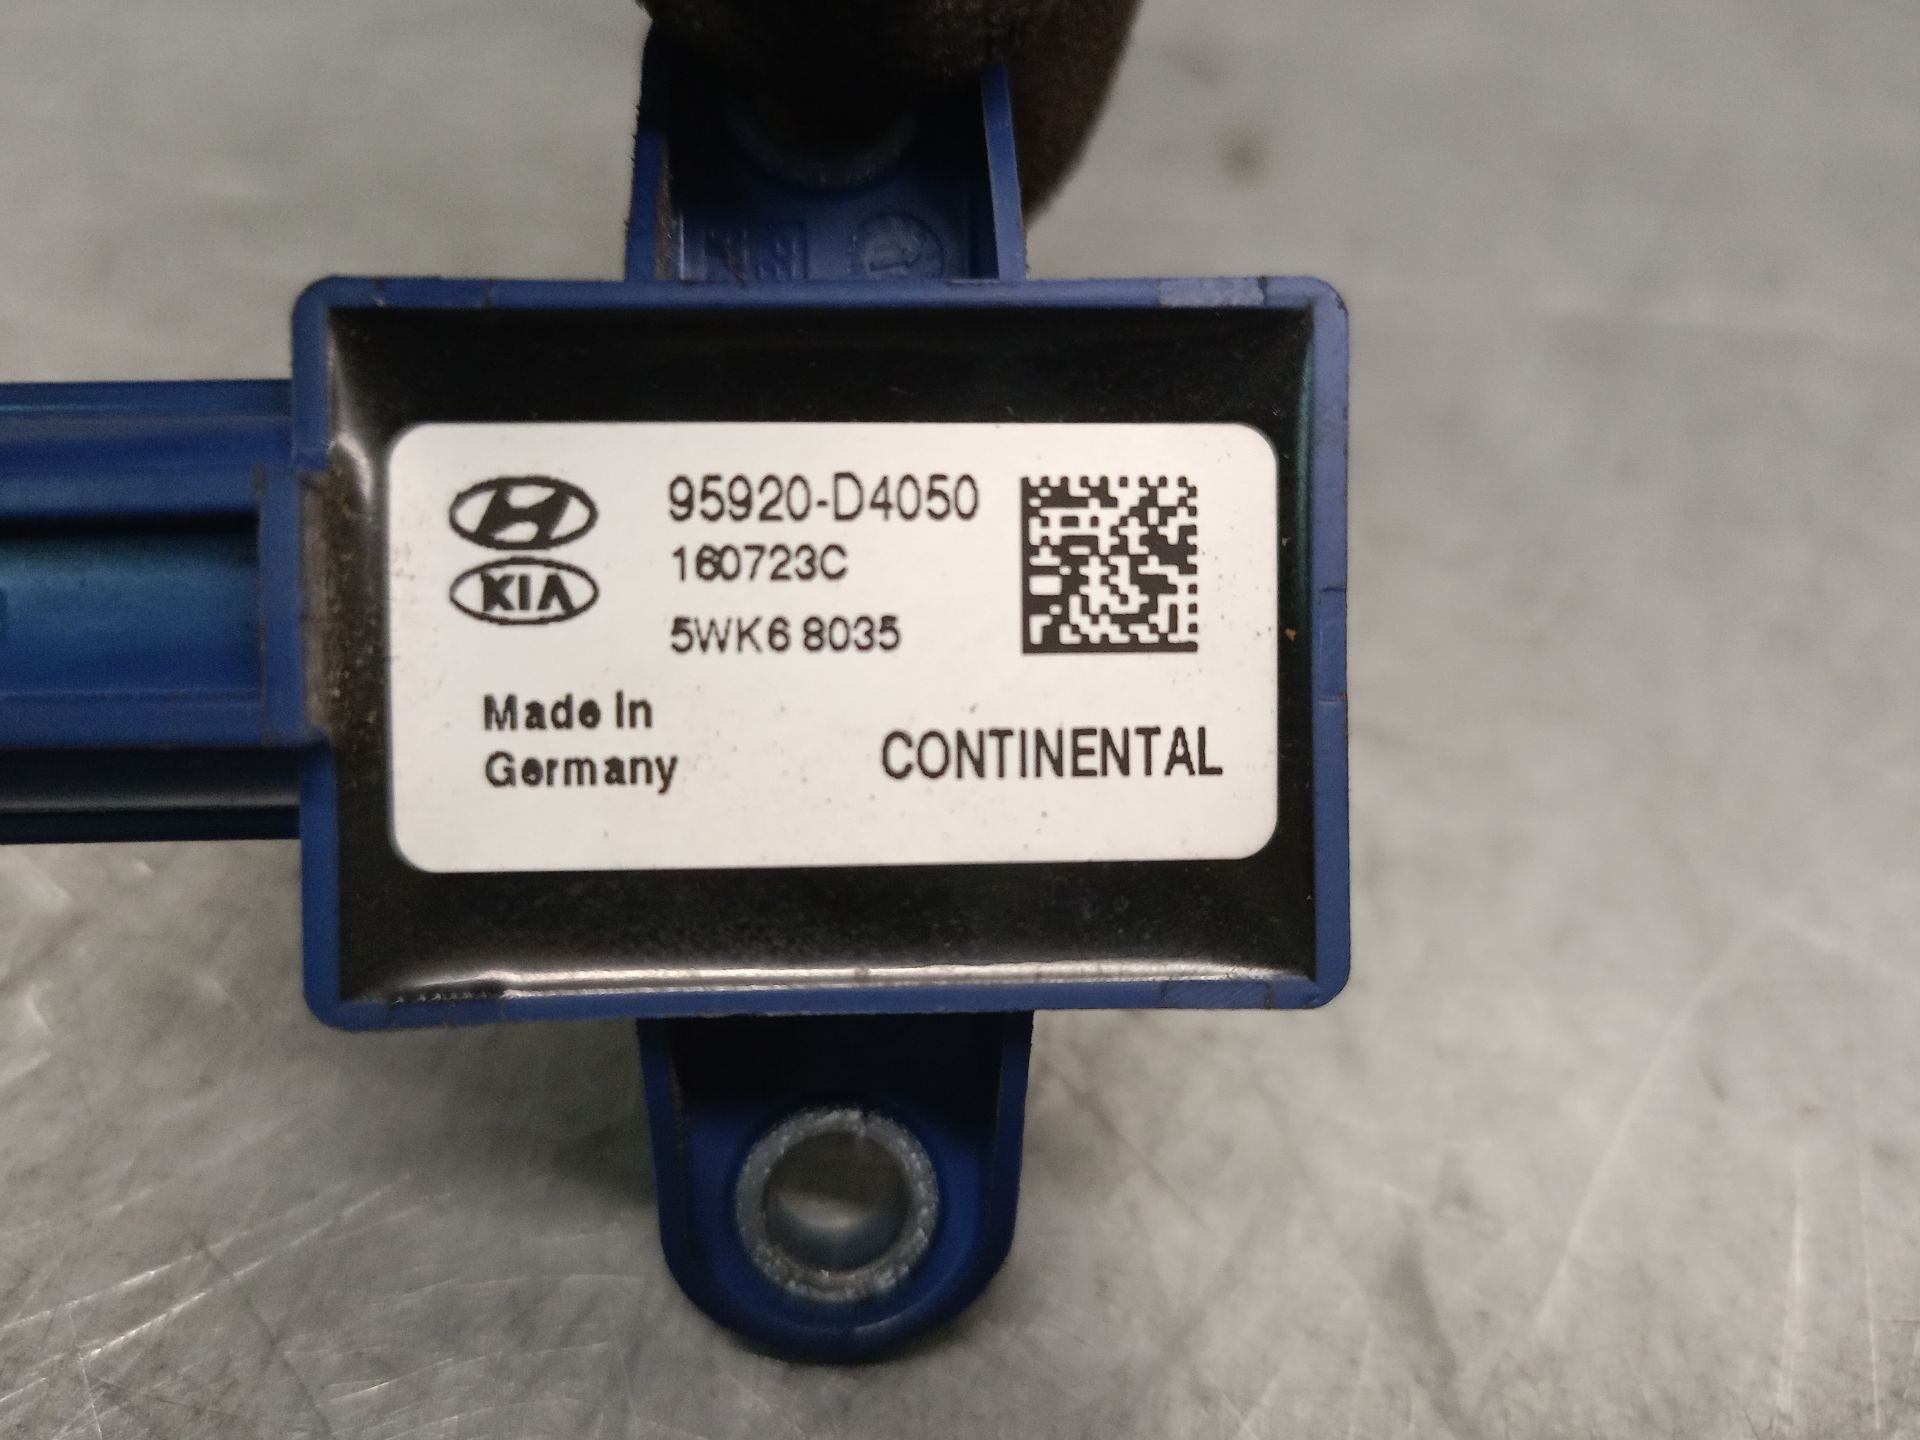 95920-D4050
160723C
KIA
5WK6 8035
Made In
Germany
CONTINENTAL